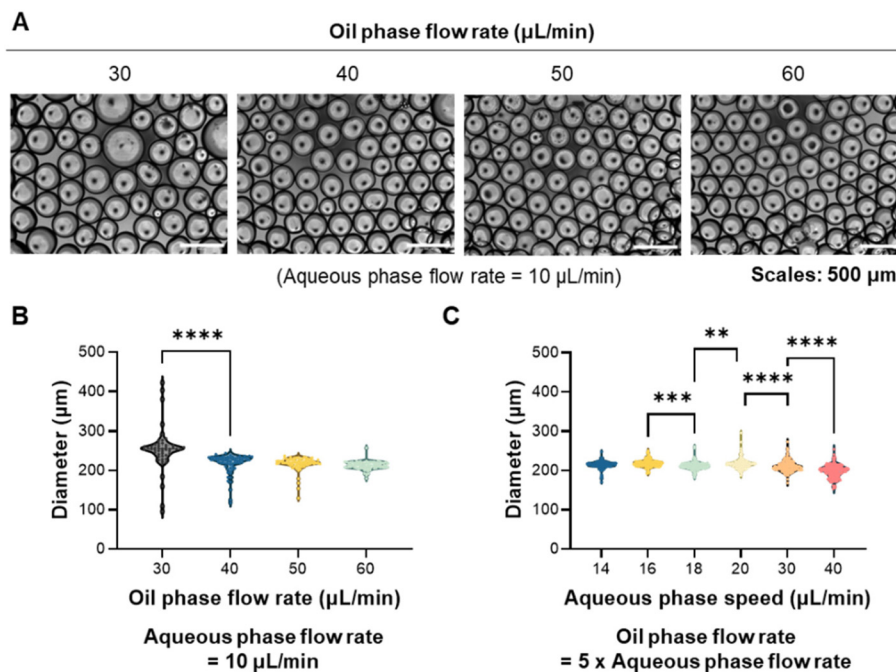 A
Oil phase flow rate (µL/min)
30 40 50 60
(Aqueous phase flow rate = 10 µL/min) Scales: 500 µm
B
****
500
400
300
200
100
0
Diameter (µm)
30 40 50 60
Oil phase flow rate (µL/min)
Aqueous phase flow rate
= 10 µL/min
C
** ****
*** ****
500
400
300
200
100
0
Diameter (µm)
14 16 18 20 30 40
Aqueous phase speed (µL/min)
Oil phase flow rate
= 5 x Aqueous phase flow rate